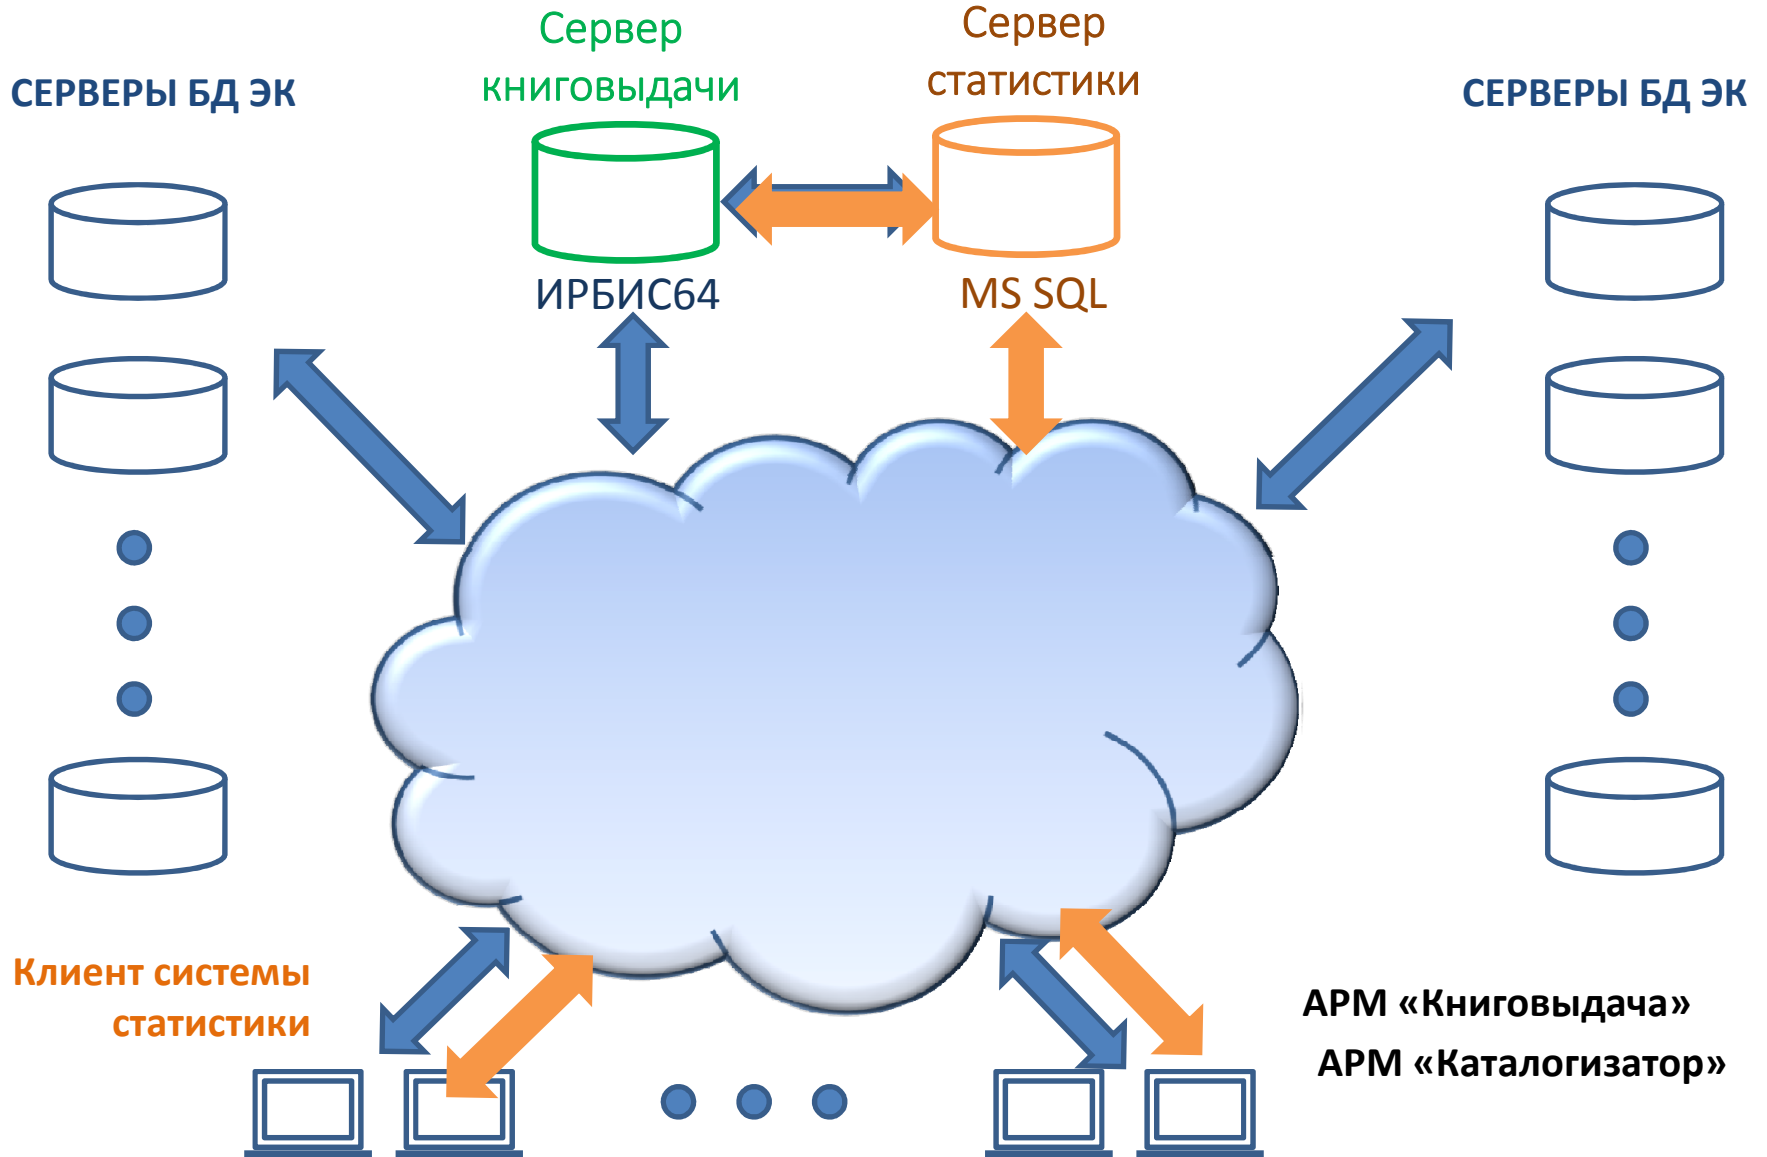 СЕРВЕРЫ БД ЭК
Сервер
книговыдачи
Сервер
статистики
СЕРВЕРЫ БД ЭК
ИРБИС64
MS SQL
Клиент системы
статистики
АРМ «Книговыдача»
АРМ «Каталогизатор»